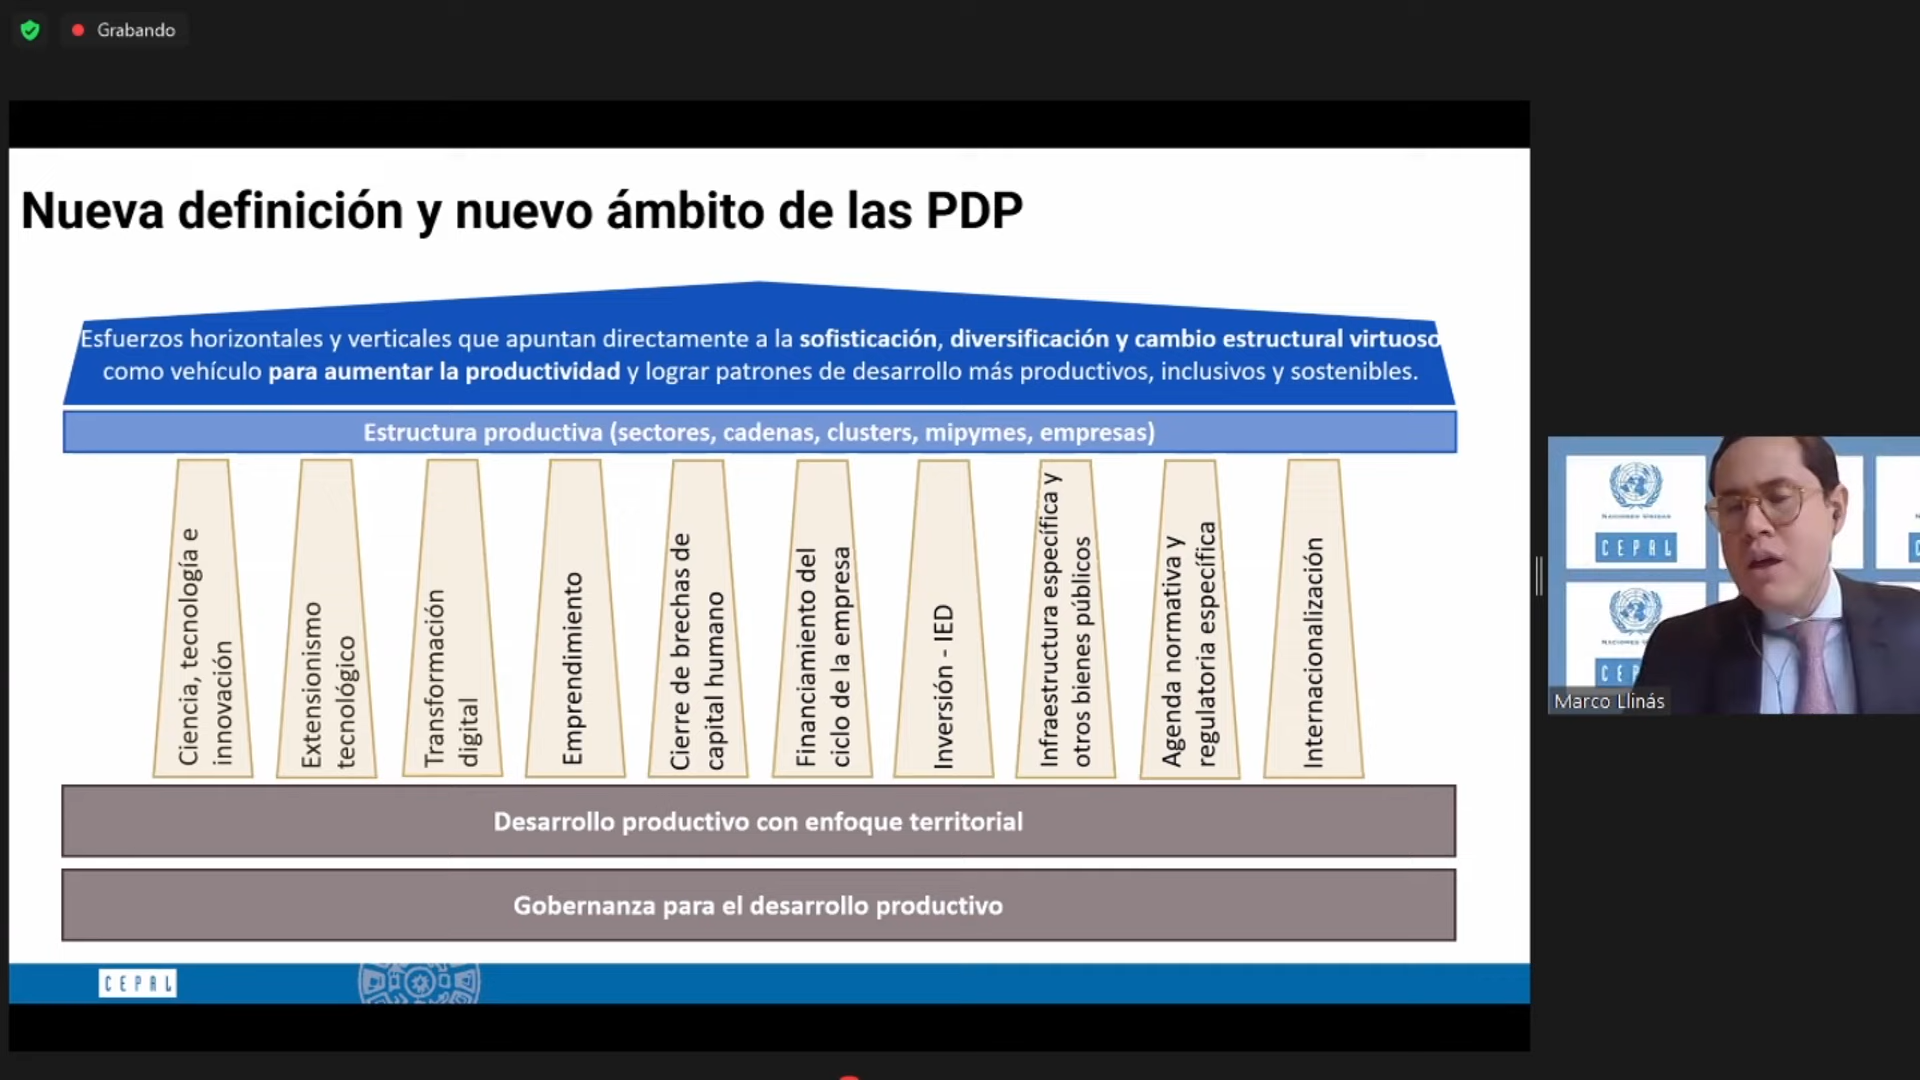 Grabando
Nueva definición y nuevo ámbito de las PDP
Esfuerzos horizontales y verticales que apuntan directamente a la sofisticación, diversificación y cambio estructural virtuoso
como vehículo para aumentar la productividad y lograr patrones de desarrollo más productivos, inclusivos y sostenibles.
Estructura productiva (sectores, cadenas, clusters, mipymes, empresas)
Ciencia, tecnología e
innovación
Extensionismo
tecnológico
Transformación
digital
Emprendimiento
Cierre de brechas de
capital humano
Financiamiento del
ciclo de la empresa
Inversión - IED
Infraestructura específica y
otros bienes públicos
Agenda normativa y
regulatoria específica
Internacionalización
Desarrollo productivo con enfoque territorial
Gobernanza para el desarrollo productivo
CEPAL
NACIONES UNIDAS
CEPAL
Marco Llinás